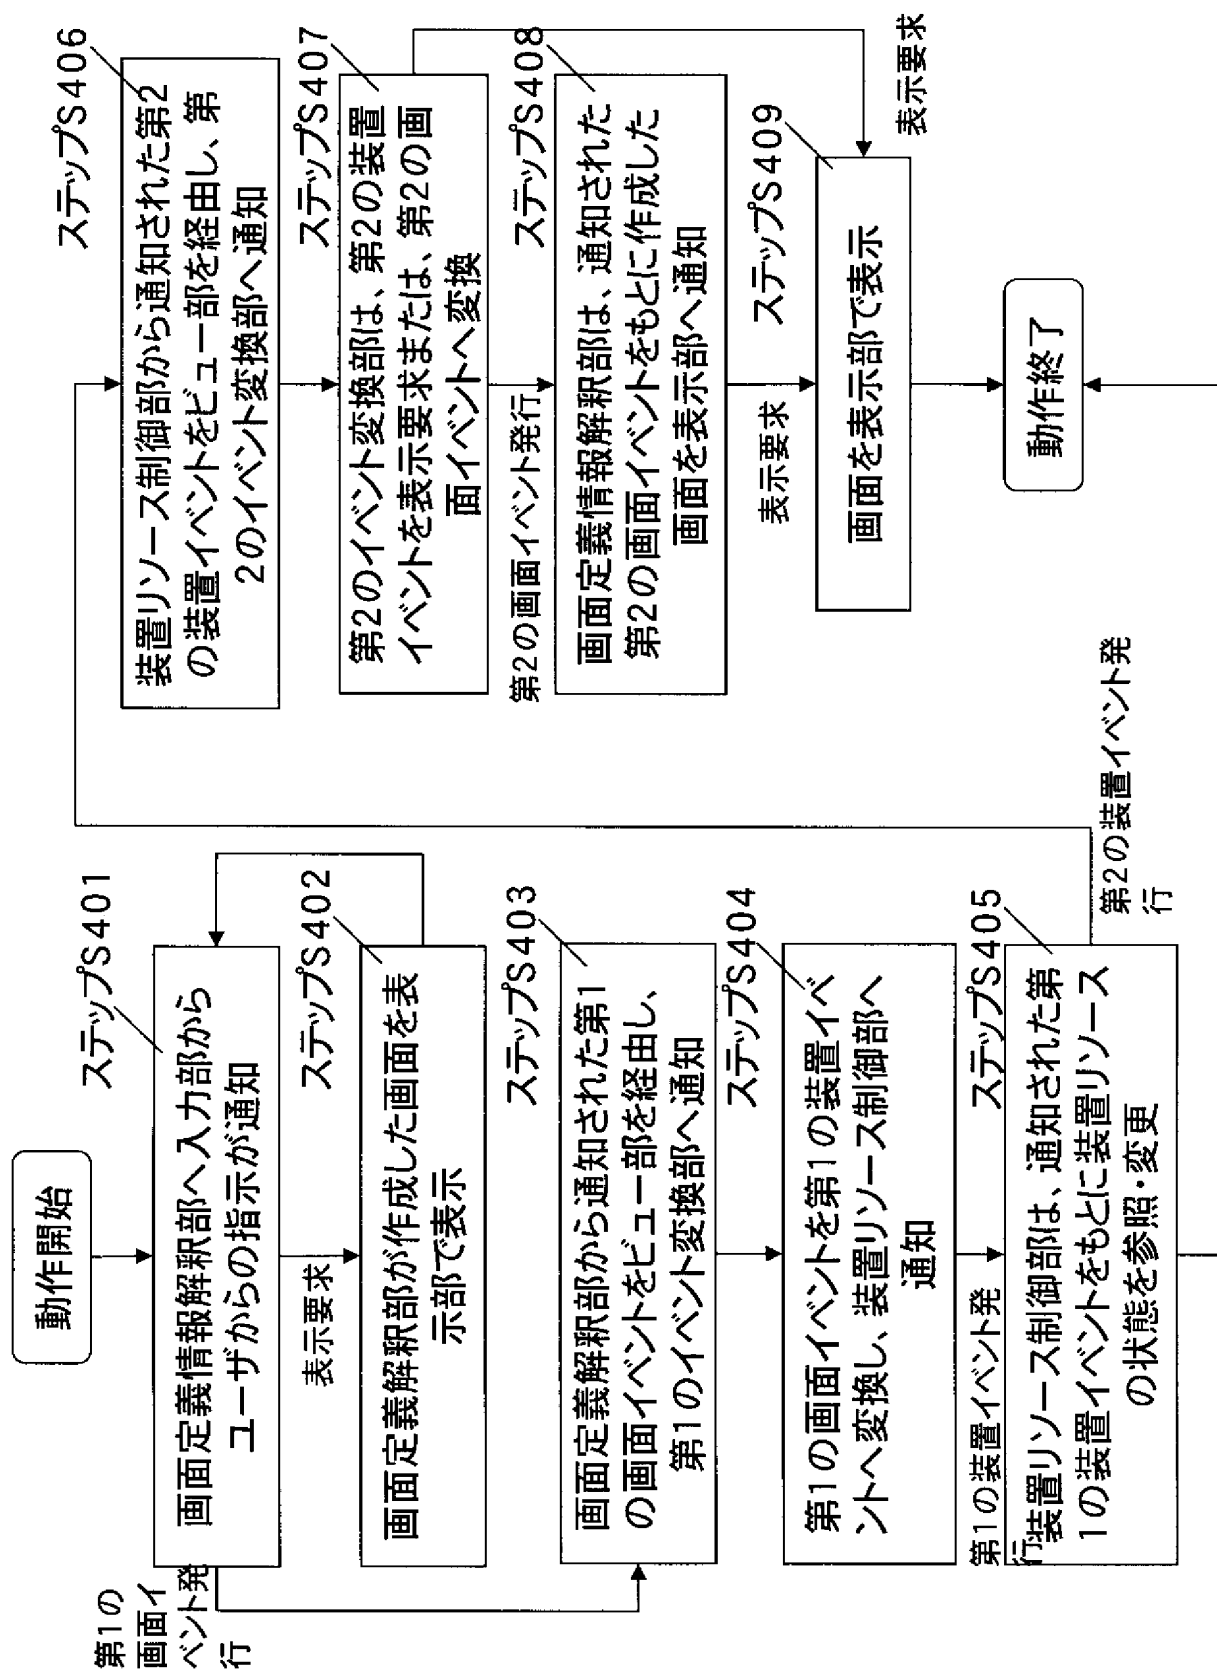 動作開始
ステップS401
画面定義情報解釈部へ入力部から
ユーザからの指示が通知
第1の
画面イ
ベント発
行
表示要求
ステップS402
画面定義解釈部が作成した画面を表
示部で表示
ステップS403
画面定義解釈部から通知された第1
の画面イベントをビュー部を経由し、
第1のイベント変換部へ通知
ステップS404
第1の画面イベントを第1の装置イベ
ントへ変換し、装置リソース制御部へ
通知
第1の装置イベント発
行
ステップS405
装置リソース制御部は、通知された第
1の装置イベントをもとに装置リソース
の状態を参照・変更
第2の装置イベント発
行
ステップS406
装置リソース制御部から通知された第2
の装置イベントをビュー部を経由し、第
2のイベント変換部へ通知
ステップS407
第2のイベント変換部は、第2の装置
イベントを表示要求または、第2の画
面イベントへ変換
第2の画面イベント発行
ステップS408
画面定義情報解釈部は、通知された
第2の画面イベントをもとに作成した
画面を表示部へ通知
表示要求
ステップS409
画面を表示部で表示
表示要求
動作終了